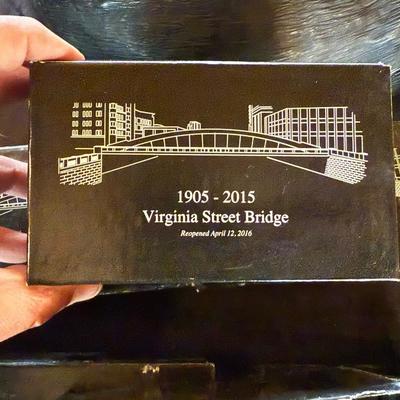 1905 - 2015
Virginia Street Bridge
Reopened April 12, 2016